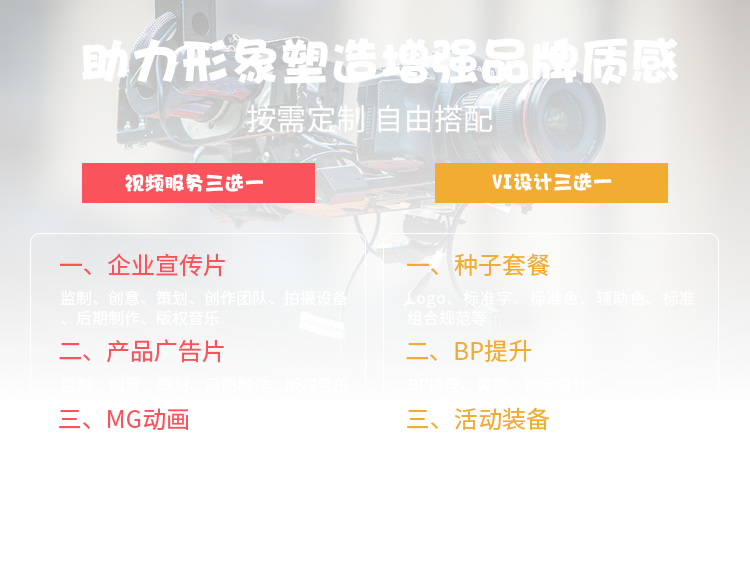 助力形象塑造增强品牌质感
按需定制 自由搭配
视频服务三选一
VI设计三选一
一、企业宣传片
监制、创意、策划、创作团队、拍摄设备
、后期制作、版权音乐
二、产品广告片
三、MG动画
一、种子套餐
Logo、标准字、标准色、辅助色、标准
组合规范等
二、BP提升
三、活动装备